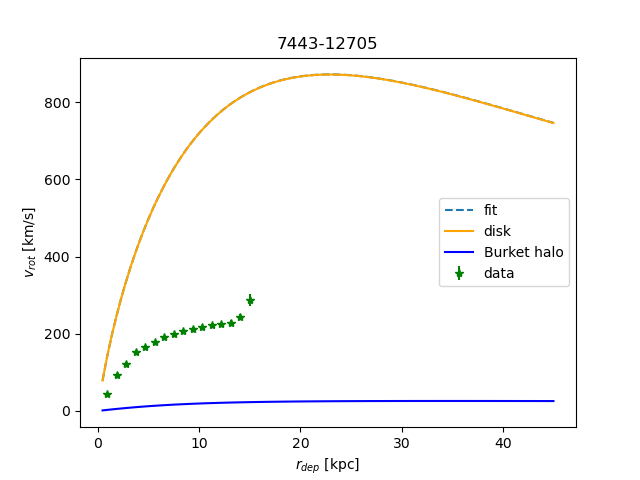 7443-12705
800
600
400
200
0
v_rot [km/s]
fit
disk
Burket halo
data
0 10 20 30 40
r_dep [kpc]